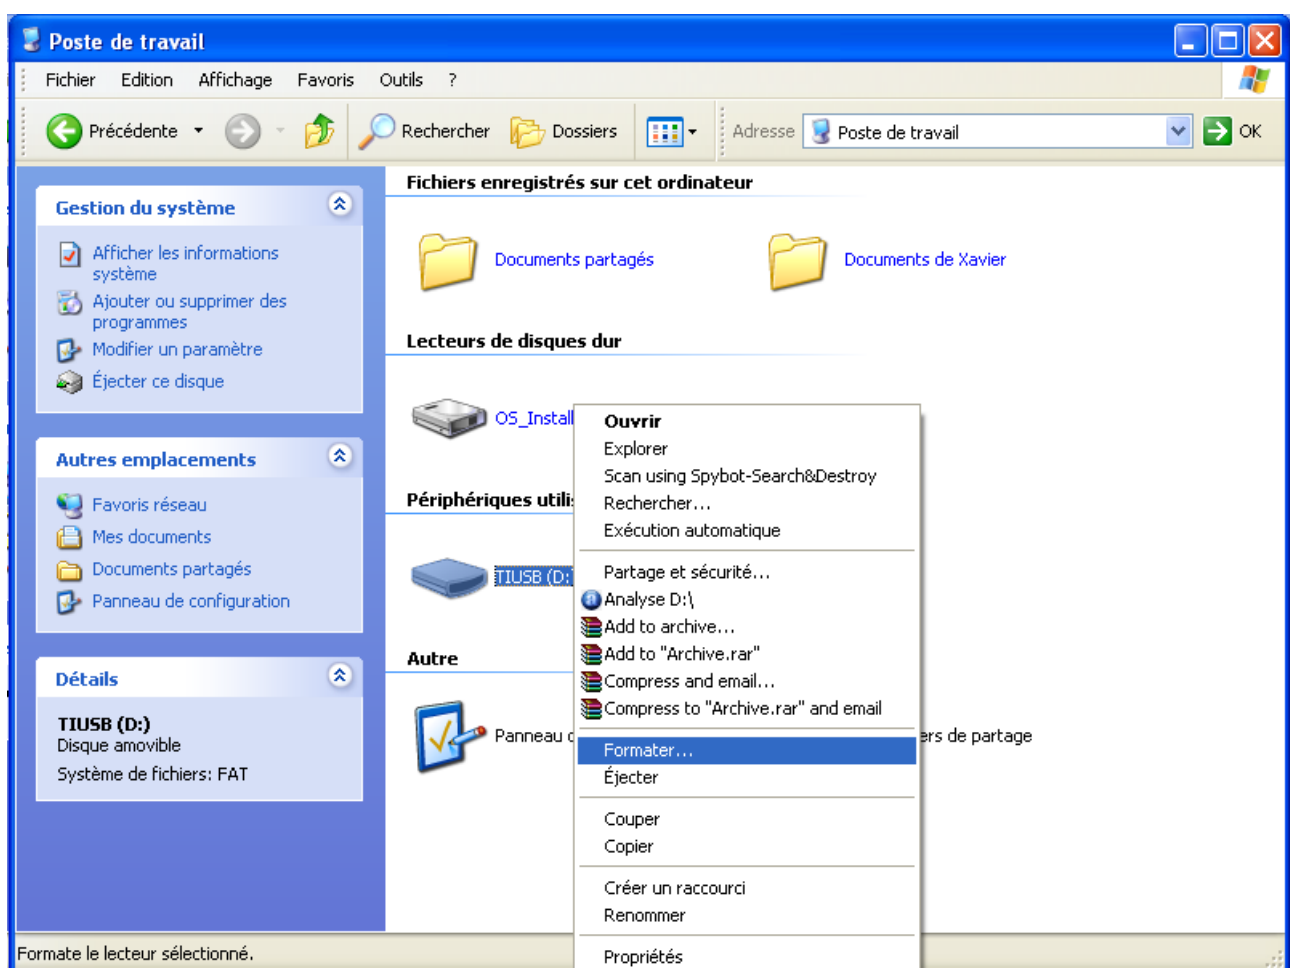 Poste de travail
Fichier Edition Affichage Favoris Outils ?
Précédente Rechercher Dossiers Adresse Poste de travail OK
Gestion du système
Afficher les informations
système
Ajouter ou supprimer des
programmes
Modifier un paramètre
Éjecter ce disque
Autres emplacements
Favoris réseau
Mes documents
Documents partagés
Panneau de configuration
Détails
TIUSB (D:)
Disque amovible
Système de fichiers: FAT
Fichiers enregistrés sur cet ordinateur
Documents partagés
Documents de Xavier
Lecteurs de disques dur
OS_Install
Périphériques utilis
TIUSB (D:
Autre
Panneau
ers de partage
Ouvrir
Explorer
Scan using Spybot-Search&Destroy
Rechercher...
Exécution automatique
Partage et sécurité...
Analyse D:\
Add to archive...
Add to "Archive.rar"
Compress and email...
Compress to "Archive.rar" and email
Formater...
Éjecter
Couper
Copier
Créer un raccourci
Renommer
Propriétés
Formate le lecteur sélectionné.